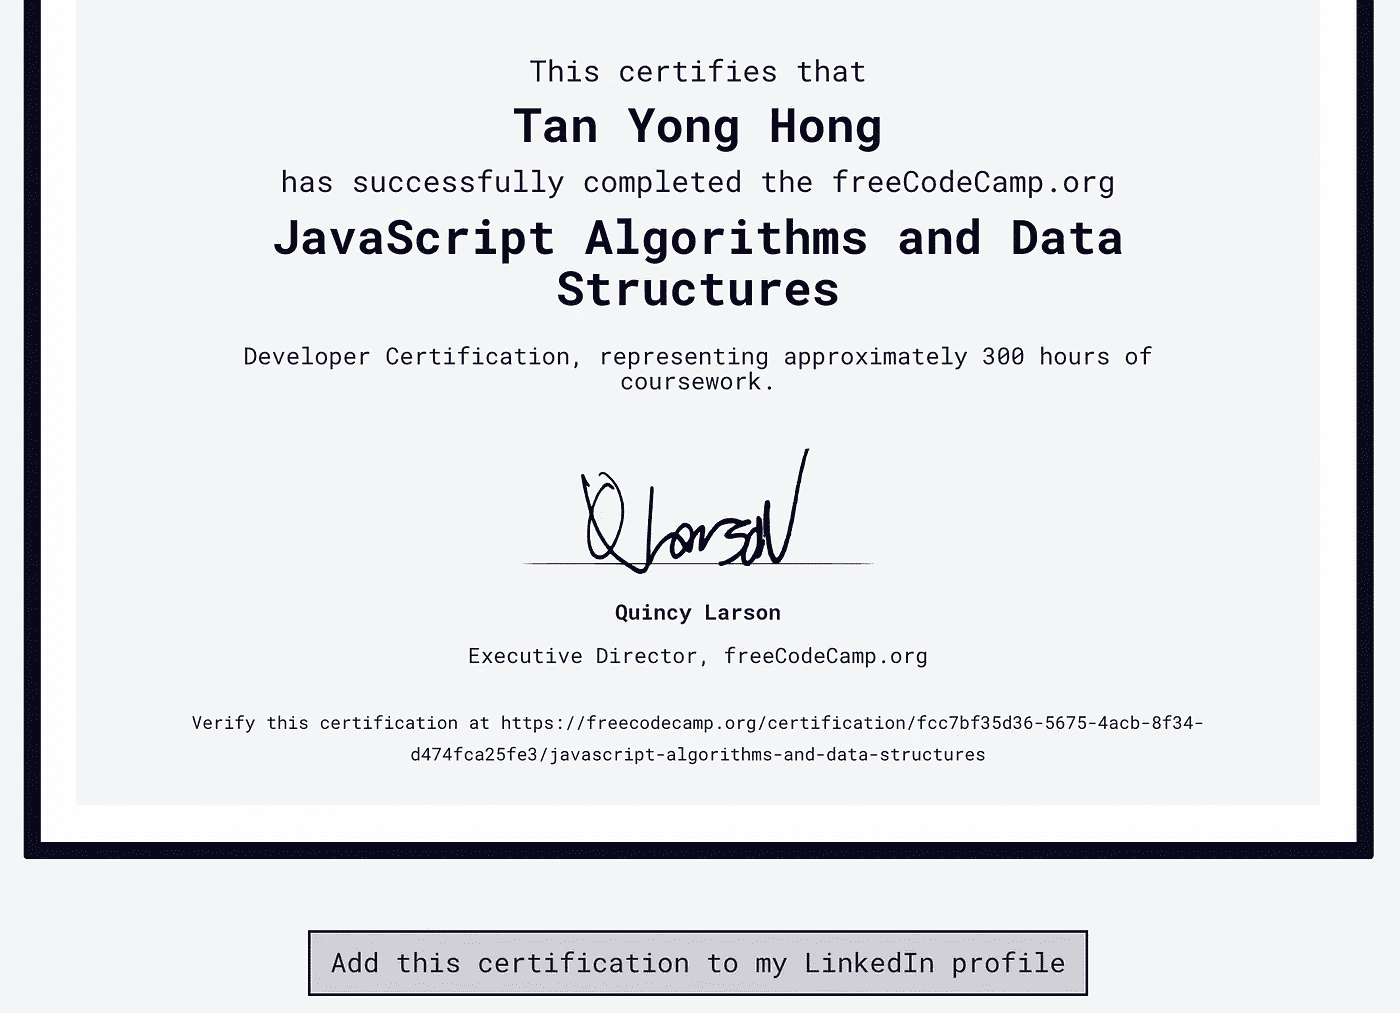 This certifies that
Tan Yong Hong
has successfully completed the freeCodeCamp.org
JavaScript Algorithms and Data
Structures
Developer Certification, representing approximately 300 hours of
coursework.
Q Larson
Quincy Larson
Executive Director, freeCodeCamp.org
Verify this certification at https://freecodecamp.org/certification/fcc7bf35d36-5675-4acb-8f34-
d474fca25fe3/javascript-algorithms-and-data-structures
Add this certification to my LinkedIn profile